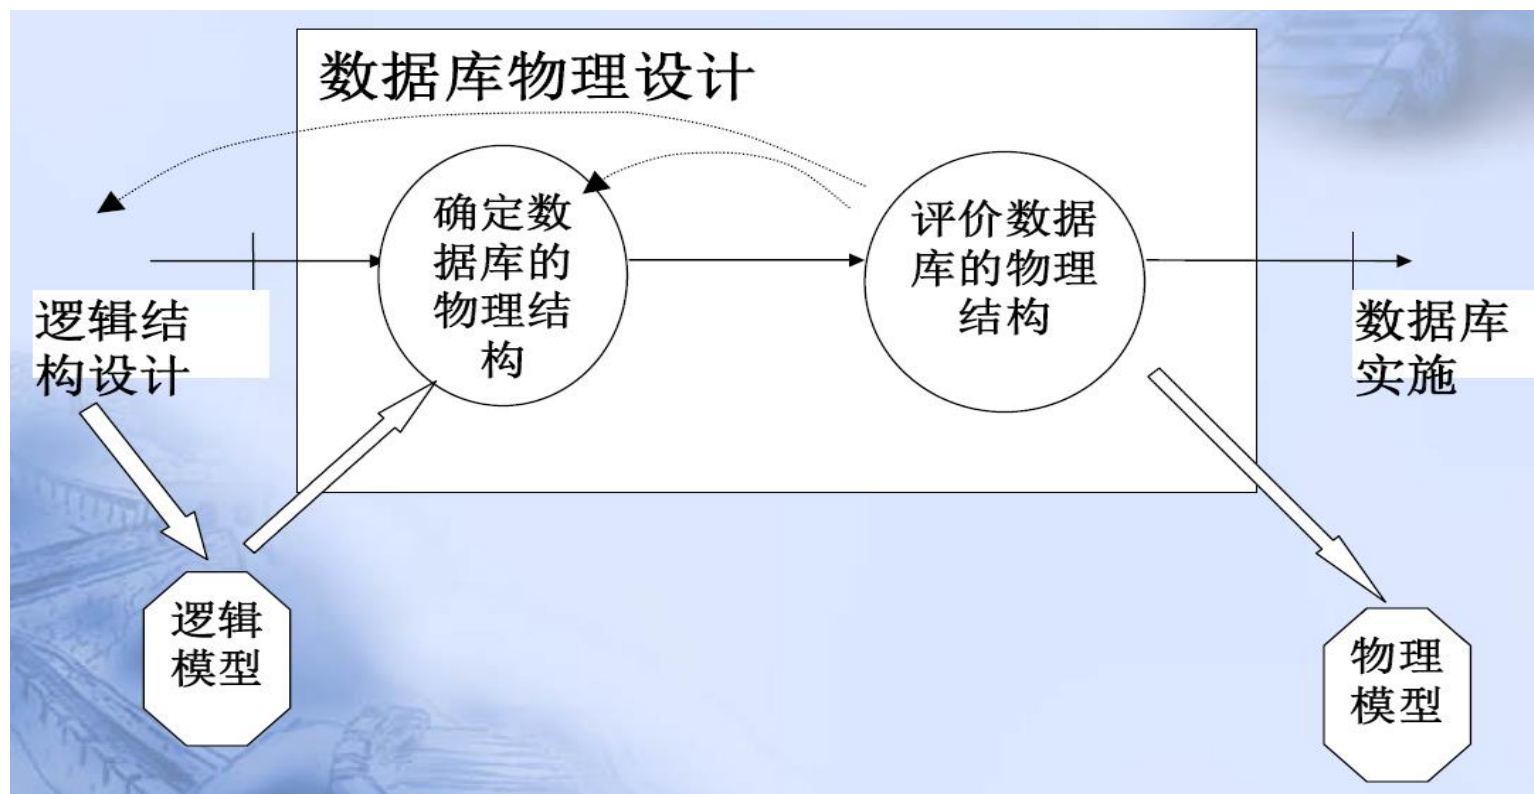 数据库物理设计
确定数
据库的
物理结
构
评价数据
库的物理
结构
逻辑结
构设计
数据库
实施
逻辑
模型
物理
模型